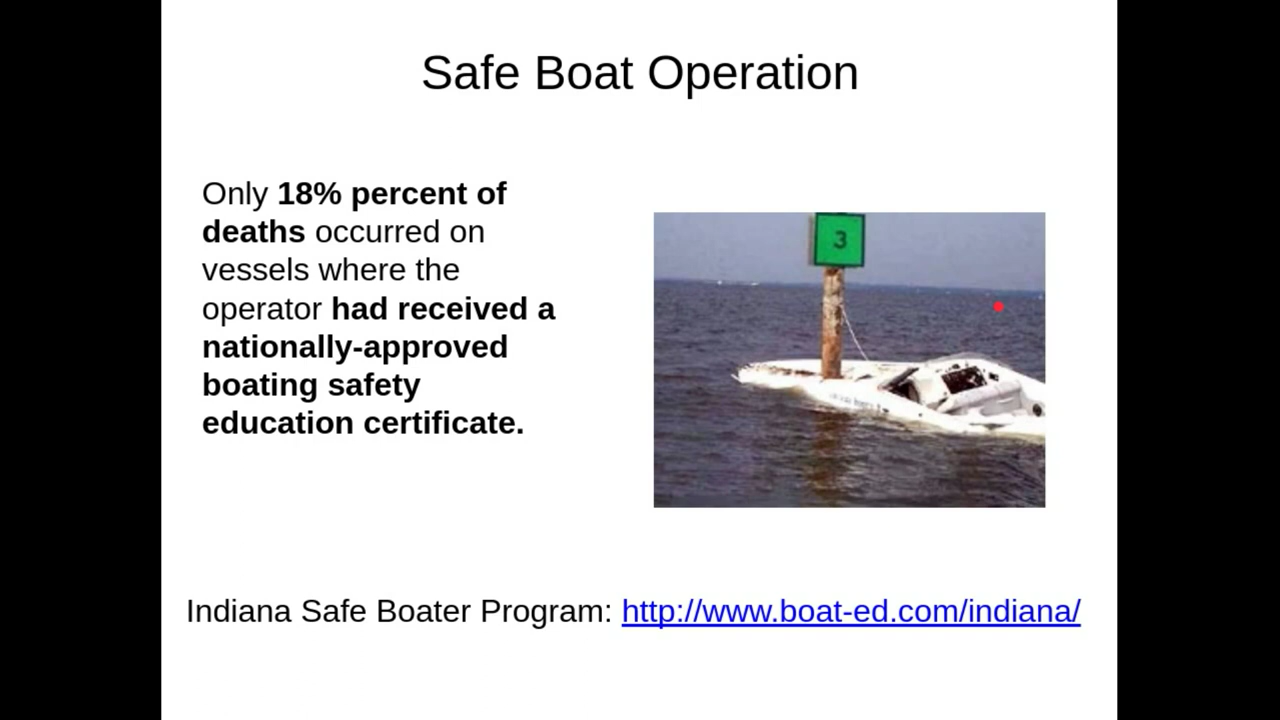 Safe Boat Operation
Only 18% percent of
deaths occurred on
vessels where the
operator had received a
nationally-approved
boating safety
education certificate.
3
Indiana Safe Boater Program: http://www.boat-ed.com/indiana/